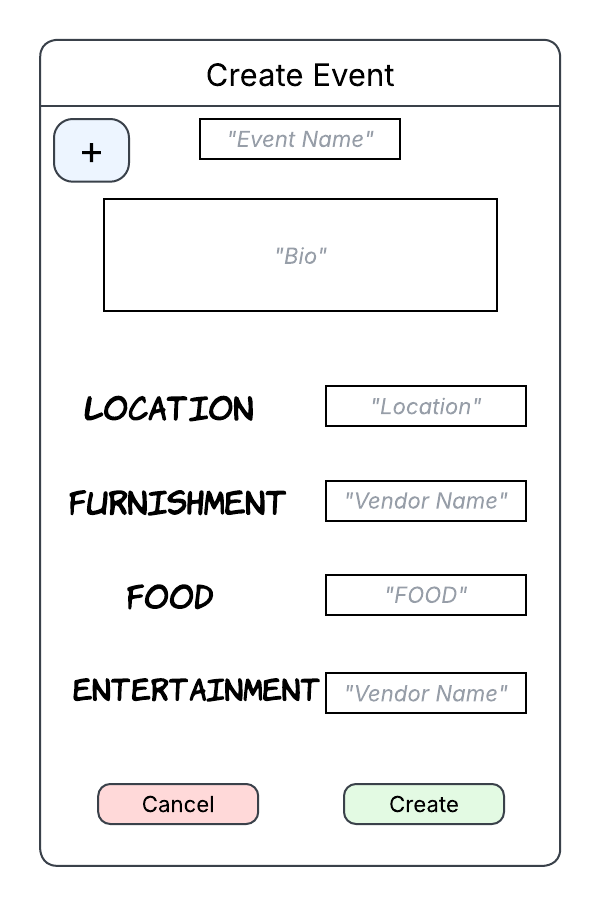 Create Event
+
"Event Name"
"Bio"
LOCATION
"Location"
FURNISHMENT
"Vendor Name"
FOOD
"FOOD"
ENTERTAINMENT
"Vendor Name"
Cancel
Create